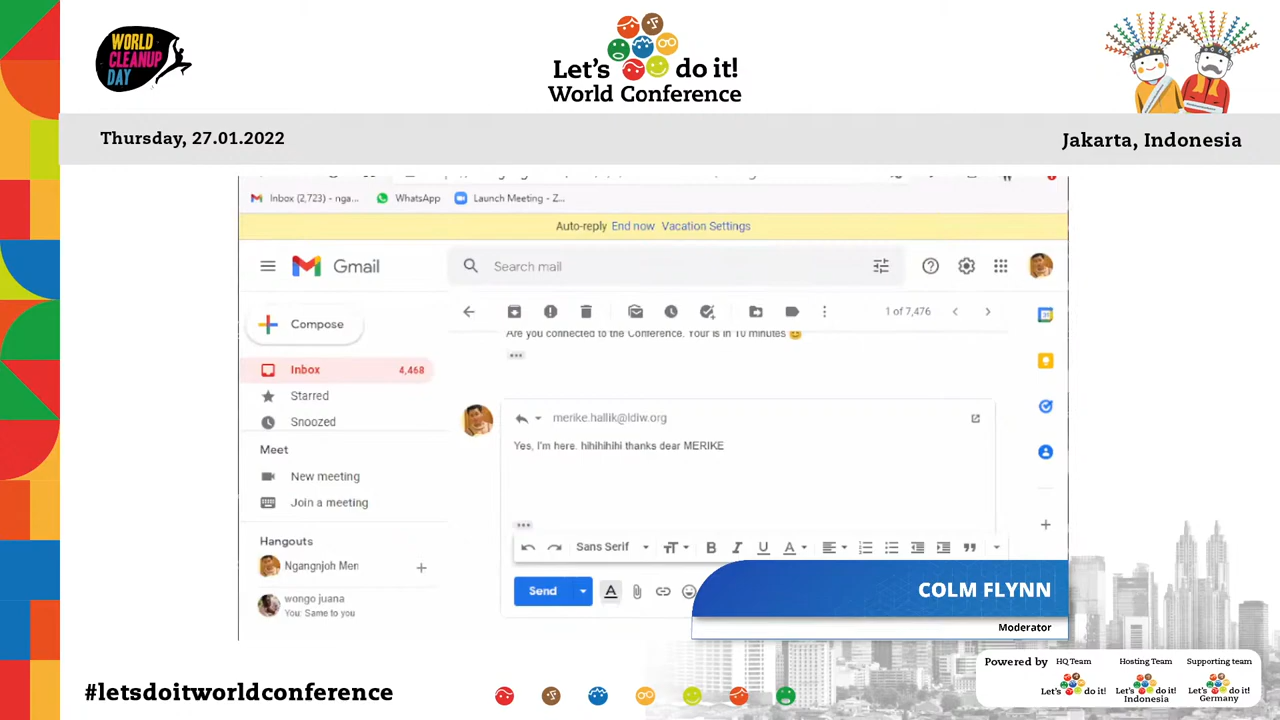 WORLD
CLEANUP
DAY
Let's do it!
World Conference
Thursday, 27.01.2022
Jakarta, Indonesia
Inbox (2,723) - nga...
WhatsApp
Launch Meeting - Z...
Auto-reply End now Vacation Settings
Gmail
Search mail
Compose
1 of 7,476
Are you connected to the Conference. Your is in 10 minutes
Inbox 4,468
Starred
Snoozed
merike.hallik@ldiw.org
Yes, I'm here. hihihihihi thanks dear MERIKE
Meet
New meeting
Join a meeting
Hangouts
Ngangnjoh Men
wongo juana
You: Same to you
Sans Serif
Send
COLM FLYNN
Moderator
Powered by
HQ Team
Let's do it!
Hosting Team
Let's do it!
Indonesia
Supporting team
Let's do it!
Germany
#letsdoitworldconference